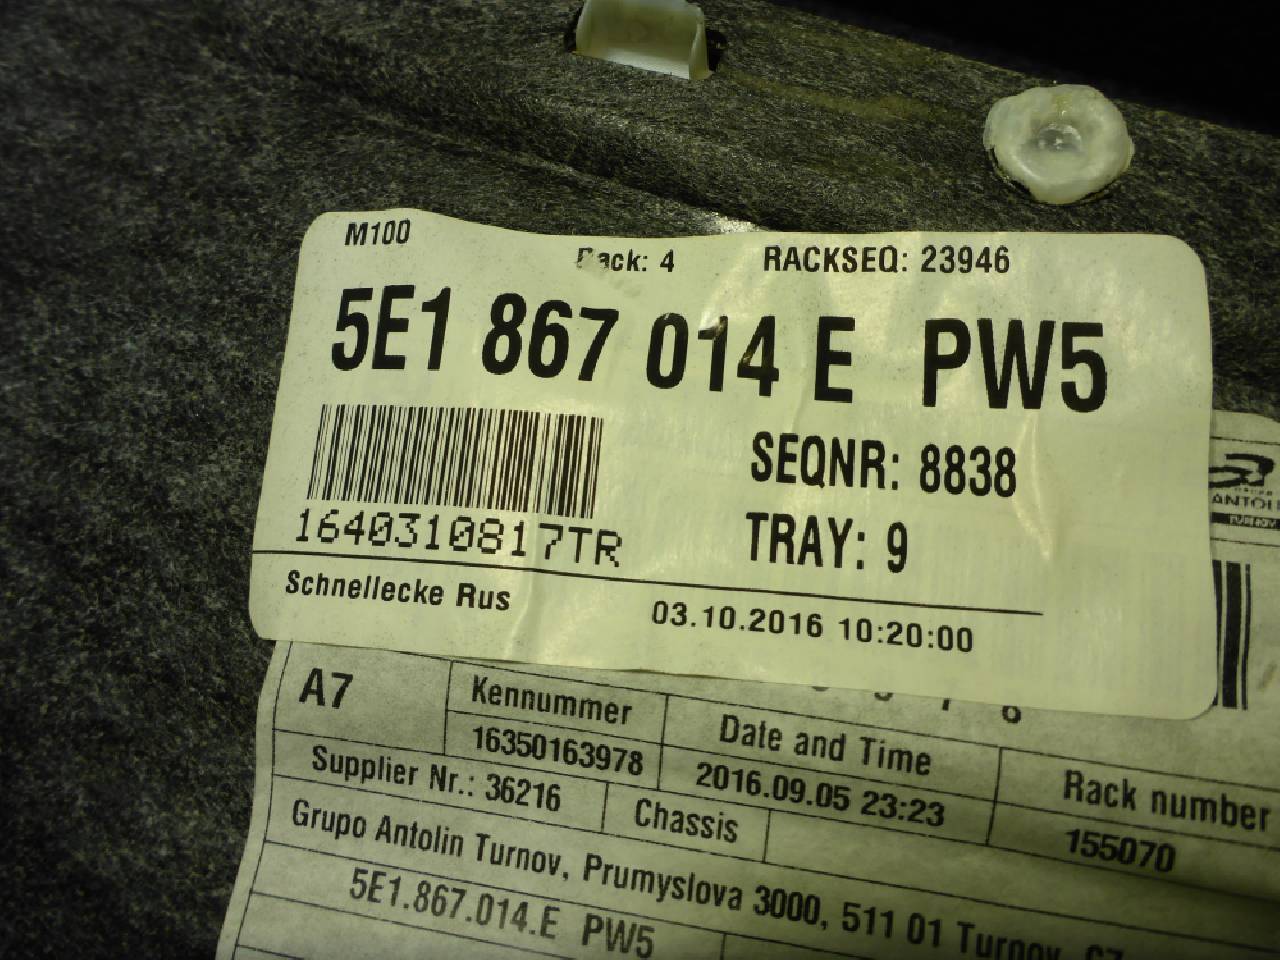 M100
Rack: 4 RACKSEQ: 23946
5E1 867 014 E PW5
SEQNR: 8838
1640310817TR
TRAY: 9
Schnellecke Rus 03.10.2016 10:20:00
ANTOLI
TURNOV
A7 Kennummer Date and Time Rack number
16350163978 2016.09.05 23:23 155070
Supplier Nr.: 36216 Chassis
Grupo Antolin Turnov, Prumyslova 3000, 511 01 Turnov,
5E1.867.014.E PW5